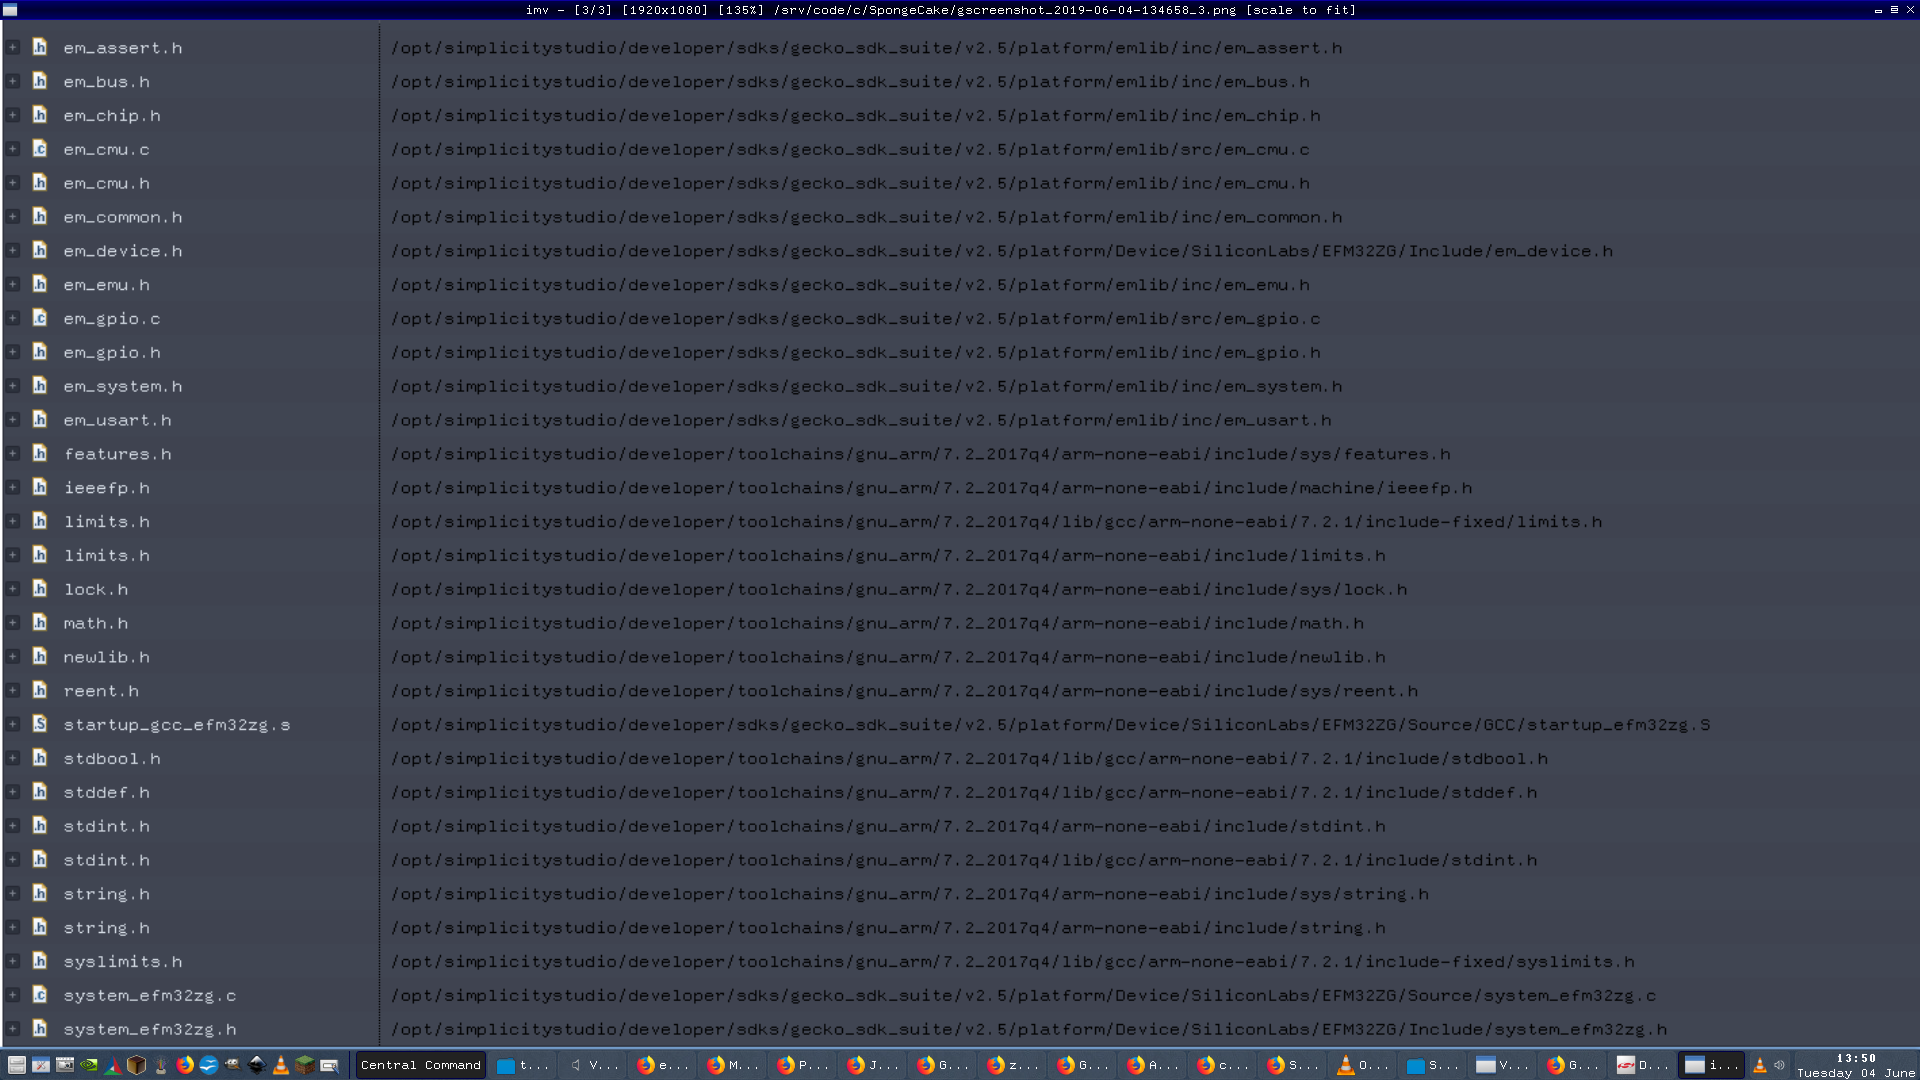 imv - [3/3] [1920x1080] [135%] /srv/code/c/SpongeCake/gscreenshot_2019-06-04-134658_3.png [scale to fit]
em_assert.h /opt/simplicitystudio/developer/sdks/gecko_sdk_suite/v2.5/platform/emlib/inc/em_assert.h
em_bus.h /opt/simplicitystudio/developer/sdks/gecko_sdk_suite/v2.5/platform/emlib/inc/em_bus.h
em_chip.h /opt/simplicitystudio/developer/sdks/gecko_sdk_suite/v2.5/platform/emlib/inc/em_chip.h
em_cmu.c /opt/simplicitystudio/developer/sdks/gecko_sdk_suite/v2.5/platform/emlib/src/em_cmu.c
em_cmu.h /opt/simplicitystudio/developer/sdks/gecko_sdk_suite/v2.5/platform/emlib/inc/em_cmu.h
em_common.h /opt/simplicitystudio/developer/sdks/gecko_sdk_suite/v2.5/platform/emlib/inc/em_common.h
em_device.h /opt/simplicitystudio/developer/sdks/gecko_sdk_suite/v2.5/platform/Device/SiliconLabs/EFM32ZG/Include/em_device.h
em_emu.h /opt/simplicitystudio/developer/sdks/gecko_sdk_suite/v2.5/platform/emlib/inc/em_emu.h
em_gpio.c /opt/simplicitystudio/developer/sdks/gecko_sdk_suite/v2.5/platform/emlib/src/em_gpio.c
em_gpio.h /opt/simplicitystudio/developer/sdks/gecko_sdk_suite/v2.5/platform/emlib/inc/em_gpio.h
em_system.h /opt/simplicitystudio/developer/sdks/gecko_sdk_suite/v2.5/platform/emlib/inc/em_system.h
em_usart.h /opt/simplicitystudio/developer/sdks/gecko_sdk_suite/v2.5/platform/emlib/inc/em_usart.h
features.h /opt/simplicitystudio/developer/toolchains/gnu_arm/7.2_2017q4/arm-none-eabi/include/sys/features.h
ieeefp.h /opt/simplicitystudio/developer/toolchains/gnu_arm/7.2_2017q4/arm-none-eabi/include/machine/ieeefp.h
limits.h /opt/simplicitystudio/developer/toolchains/gnu_arm/7.2_2017q4/lib/gcc/arm-none-eabi/7.2.1/include-fixed/limits.h
limits.h /opt/simplicitystudio/developer/toolchains/gnu_arm/7.2_2017q4/arm-none-eabi/include/limits.h
lock.h /opt/simplicitystudio/developer/toolchains/gnu_arm/7.2_2017q4/arm-none-eabi/include/sys/lock.h
math.h /opt/simplicitystudio/developer/toolchains/gnu_arm/7.2_2017q4/arm-none-eabi/include/math.h
newlib.h /opt/simplicitystudio/developer/toolchains/gnu_arm/7.2_2017q4/arm-none-eabi/include/newlib.h
reent.h /opt/simplicitystudio/developer/toolchains/gnu_arm/7.2_2017q4/arm-none-eabi/include/sys/reent.h
startup_gcc_efm32zg.s /opt/simplicitystudio/developer/sdks/gecko_sdk_suite/v2.5/platform/Device/SiliconLabs/EFM32ZG/Source/GCC/startup_efm32zg.S
stdbool.h /opt/simplicitystudio/developer/toolchains/gnu_arm/7.2_2017q4/lib/gcc/arm-none-eabi/7.2.1/include/stdbool.h
stddef.h /opt/simplicitystudio/developer/toolchains/gnu_arm/7.2_2017q4/lib/gcc/arm-none-eabi/7.2.1/include/stddef.h
stdint.h /opt/simplicitystudio/developer/toolchains/gnu_arm/7.2_2017q4/arm-none-eabi/include/stdint.h
stdint.h /opt/simplicitystudio/developer/toolchains/gnu_arm/7.2_2017q4/lib/gcc/arm-none-eabi/7.2.1/include/stdint.h
string.h /opt/simplicitystudio/developer/toolchains/gnu_arm/7.2_2017q4/arm-none-eabi/include/sys/string.h
string.h /opt/simplicitystudio/developer/toolchains/gnu_arm/7.2_2017q4/arm-none-eabi/include/string.h
syslimits.h /opt/simplicitystudio/developer/toolchains/gnu_arm/7.2_2017q4/lib/gcc/arm-none-eabi/7.2.1/include-fixed/syslimits.h
system_efm32zg.c /opt/simplicitystudio/developer/sdks/gecko_sdk_suite/v2.5/platform/Device/SiliconLabs/EFM32ZG/Source/system_efm32zg.c
system_efm32zg.h /opt/simplicitystudio/developer/sdks/gecko_sdk_suite/v2.5/platform/Device/SiliconLabs/EFM32ZG/Include/system_efm32zg.h
Central Command t... V... e... M... P... J... G... z... G... A... c... S... O... S... V... G... D... i... 13:50
Tuesday 04 June